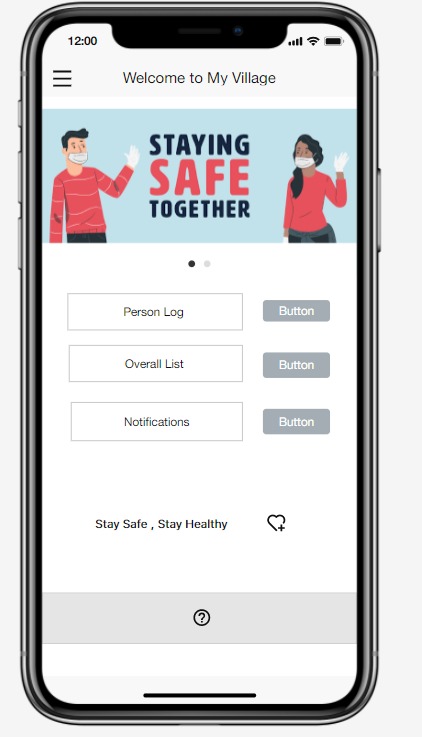 12:00
Welcome to My Village
STAYING
SAFE
TOGETHER
Person Log
Button
Overall List
Button
Notifications
Button
Stay Safe , Stay Healthy
?